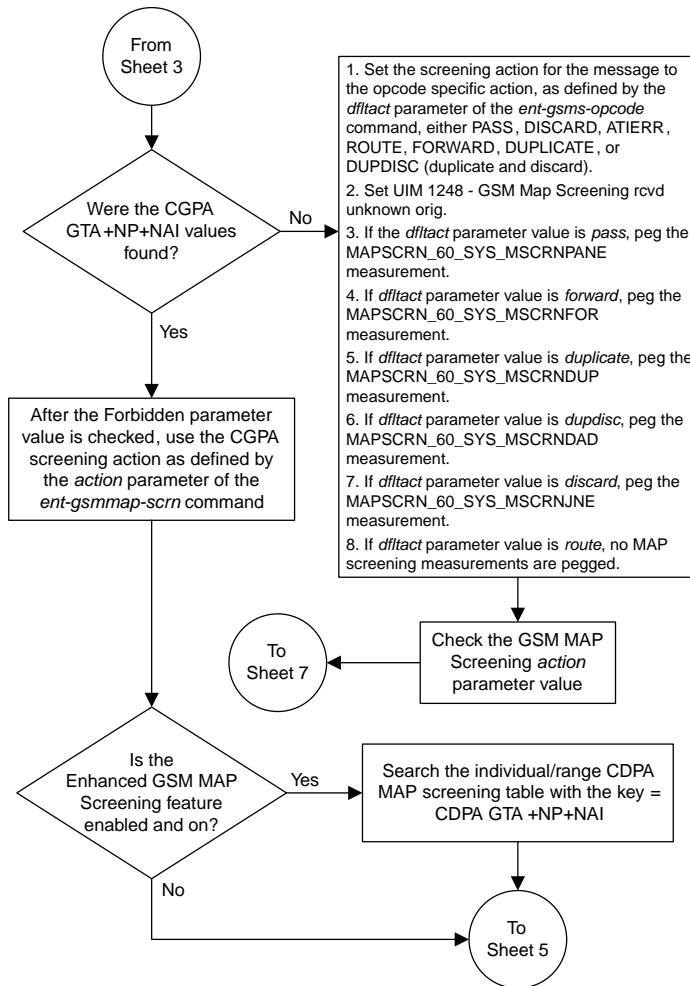 From
Sheet 3
Were the CGPA
GTA +NP+NAI values
found?
No
Yes
1. Set the screening action for the message to
the opcode specific action, as defined by the
dfltact parameter of the ent-gsms-opcode
command, either PASS, DISCARD, ATIERR,
ROUTE, FORWARD, DUPLICATE, or
DUPDISC (duplicate and discard).
2. Set UIM 1248 - GSM Map Screening rcvd
unknown orig.
3. If the dfltact parameter value is pass, peg the
MAPSCRN_60_SYS_MSCRNPANE
measurement.
4. If dfltact parameter value is forward, peg the
MAPSCRN_60_SYS_MSCRNFOR
measurement.
5. If dfltact parameter value is duplicate, peg the
MAPSCRN_60_SYS_MSCRNDUP
measurement.
6. If dfltact parameter value is dupdisc, peg the
MAPSCRN_60_SYS_MSCRNDAD
measurement.
7. If dfltact parameter value is discard, peg the
MAPSCRN_60_SYS_MSCRNJNE
measurement.
8. If dfltact parameter value is route, no MAP
screening measurements are pegged.
After the Forbidden parameter
value is checked, use the CGPA
screening action as defined by
the action parameter of the
ent-gsmmap-scrn command
Check the GSM MAP
Screening action
parameter value
To
Sheet 7
Is the
Enhanced GSM MAP
Screening feature
enabled and on?
Yes
No
Search the individual/range CDPA
MAP screening table with the key =
CDPA GTA +NP+NAI
To
Sheet 5